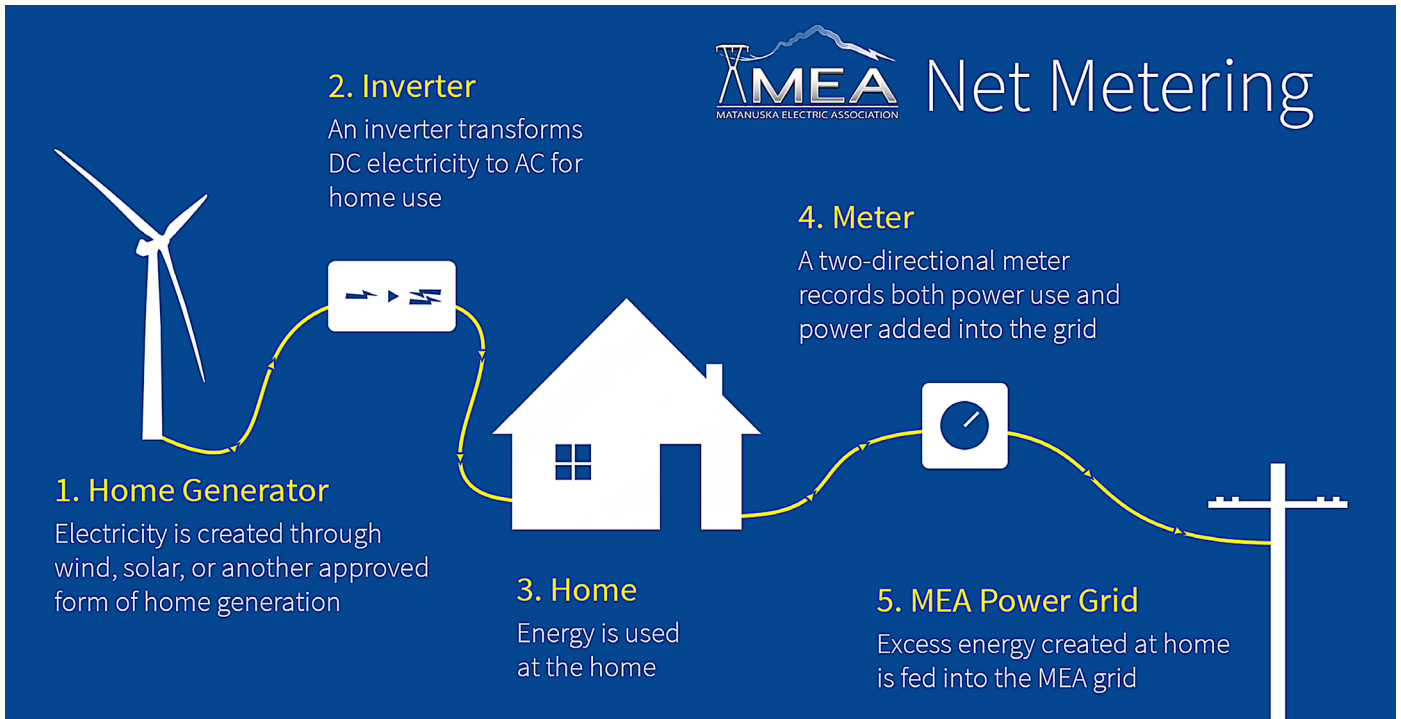 MEA
MATANUSKA ELECTRIC ASSOCIATION
Net Metering
1. Home Generator
Electricity is created through
wind, solar, or another approved
form of home generation
2. Inverter
An inverter transforms
DC electricity to AC for
home use
3. Home
Energy is used
at the home
4. Meter
A two-directional meter
records both power use and
power added into the grid
5. MEA Power Grid
Excess energy created at home
is fed into the MEA grid